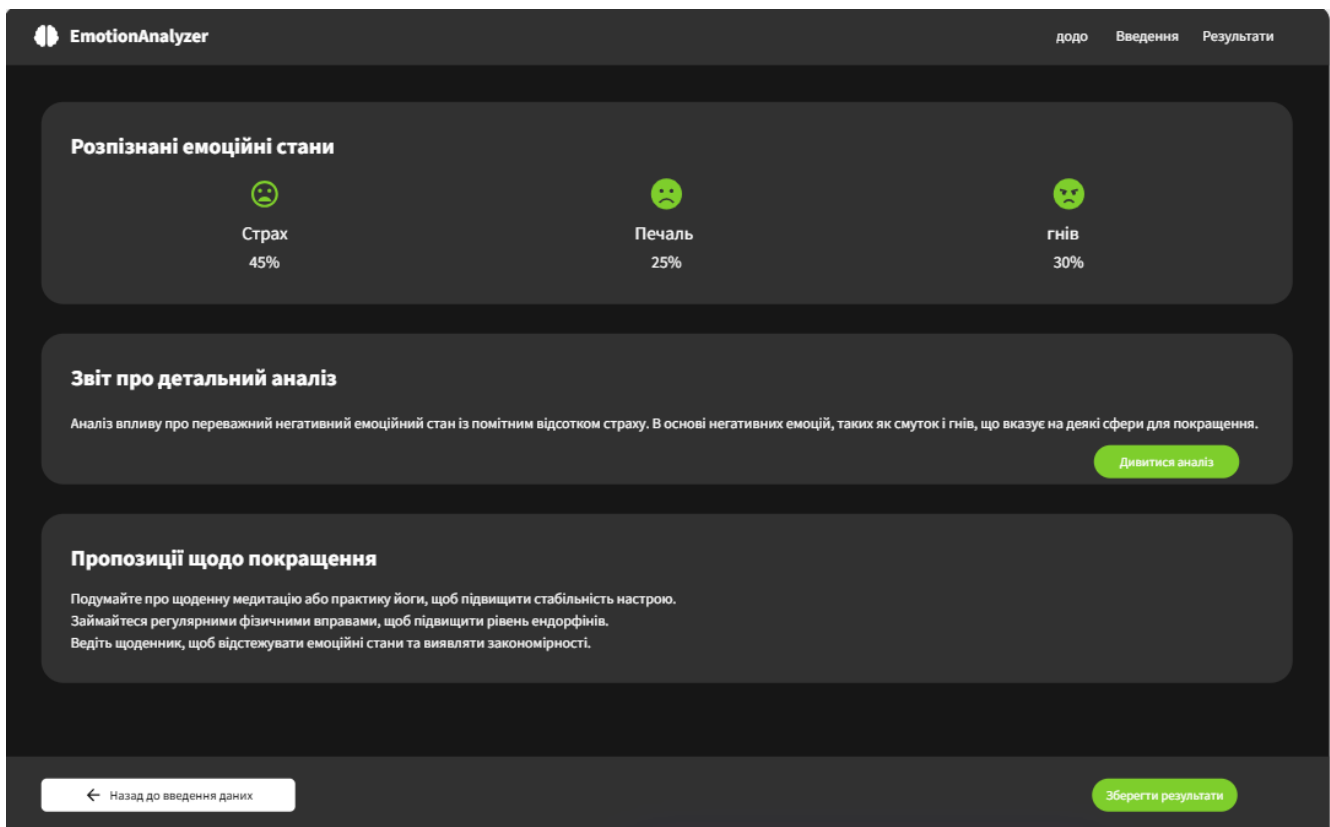 EmotionAnalyzer
додо Введення Результати
Розпізнані емоційні стани
Страх Печаль гнів
45% 25% 30%
Звіт про детальний аналіз
Аналіз впливу про переважний негативний емоційний стан із помітним відсотком страху. В основі негативних емоцій, таких як смуток і гнів, що вказує на деякі сфери для покращення.
Дивитися аналіз
Пропозиції щодо покращення
Подумайте про щоденну медитацію або практику йоги, щоб підвищити стабільність настрою.
Займайтеся регулярними фізичними вправами, щоб підвищити рівень ендорфінів.
Ведіть щоденник, щоб відстежувати емоційні стани та виявляти закономірності.
Назад до введення даних
Зберегти результати